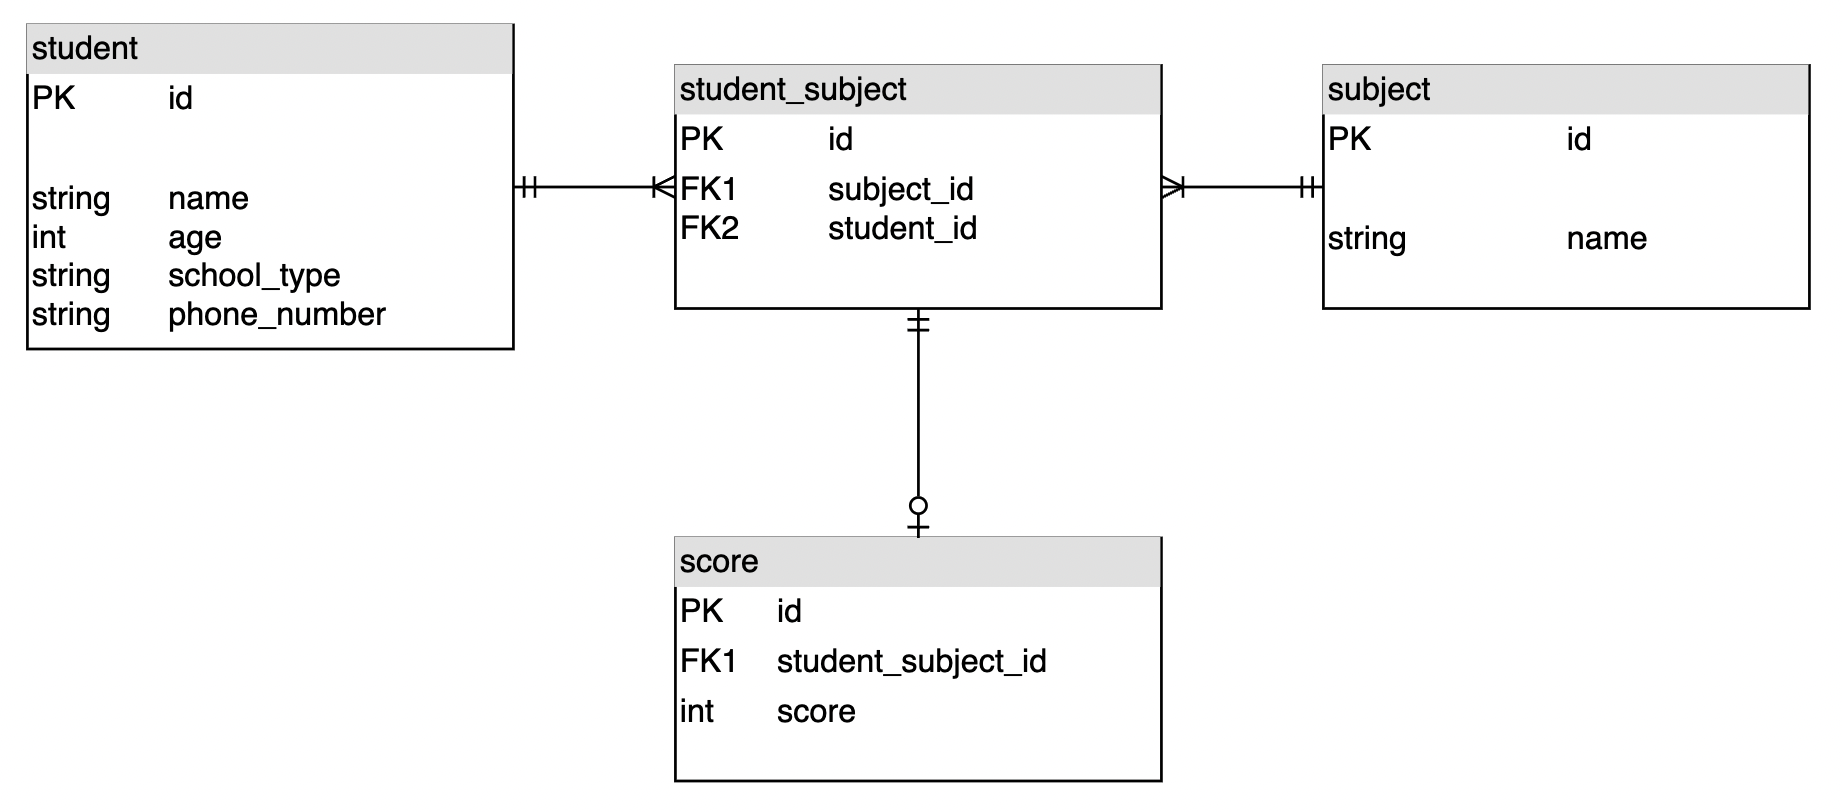 student
PK id
string name
int age
string school_type
string phone_number
student_subject
PK id
FK1 subject_id
FK2 student_id
subject
PK id
string name
score
PK id
FK1 student_subject_id
int score